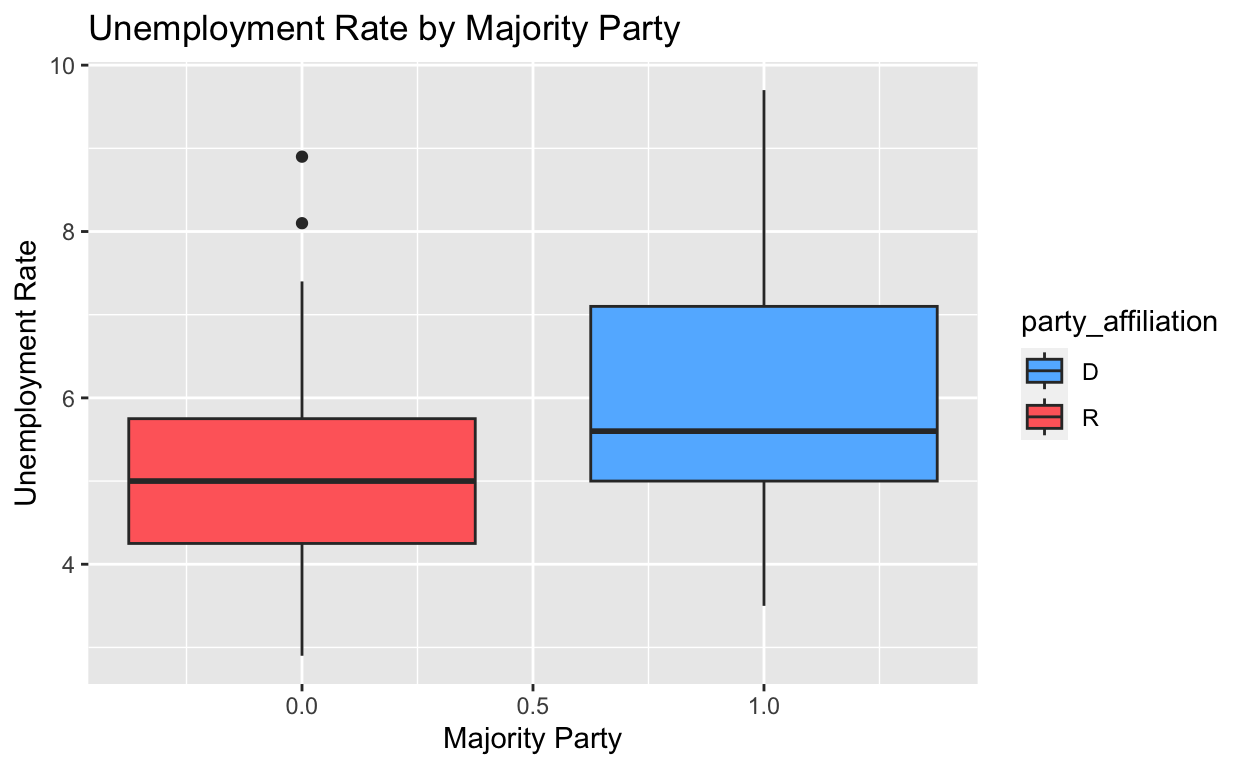 Unemployment Rate by Majority Party
10
8
6
4
Unemployment Rate
0.0 0.5 1.0
Majority Party
party_affiliation
D
R